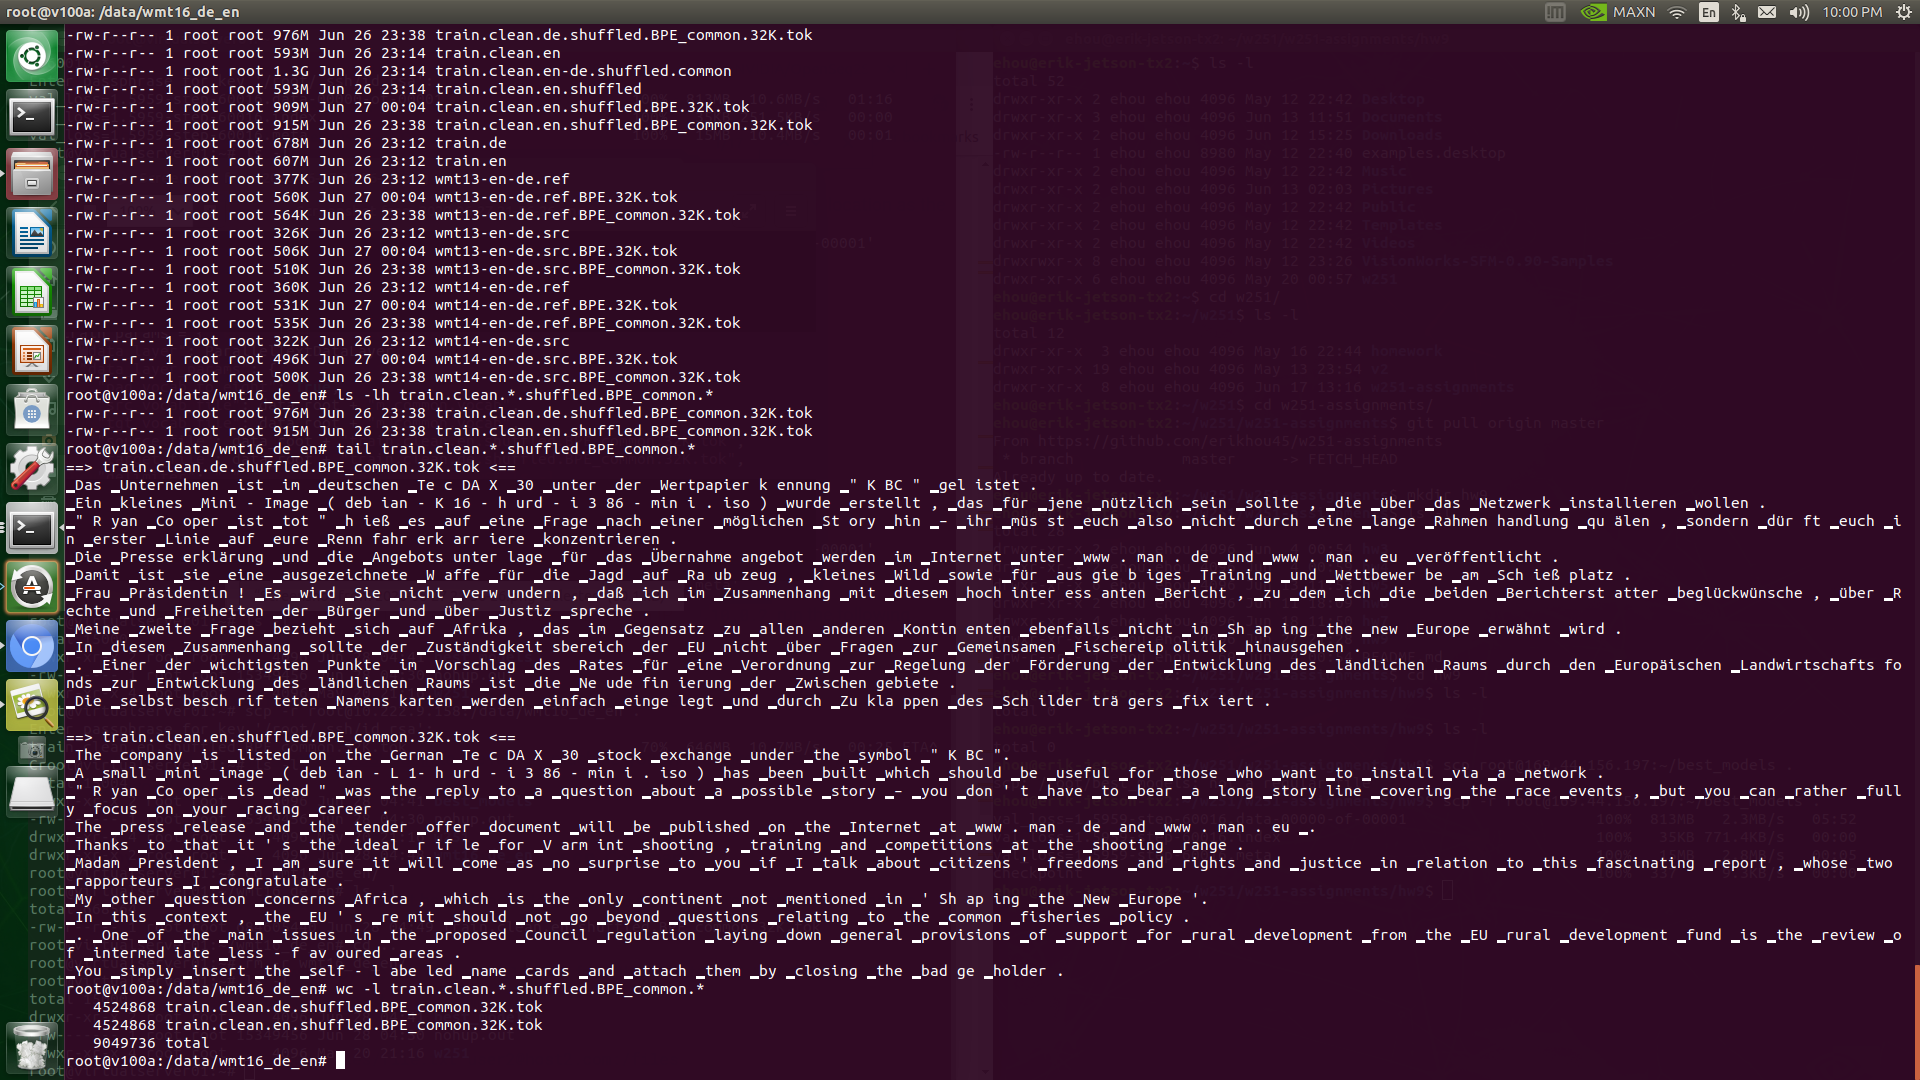 root@v100a: /data/wmt16_de_en
MAXN
En
10:00 PM
-rw-r--r-- 1 root root 976M Jun 26 23:38 train.clean.de.shuffled.BPE_common.32K.tok
-rw-r--r-- 1 root root 593M Jun 26 23:14 train.clean.en
-rw-r--r-- 1 root root 1.3G Jun 26 23:14 train.clean.en-de.shuffled.common
-rw-r--r-- 1 root root 593M Jun 26 23:14 train.clean.en.shuffled
-rw-r--r-- 1 root root 909M Jun 27 00:04 train.clean.en.shuffled.BPE.32K.tok
-rw-r--r-- 1 root root 915M Jun 26 23:38 train.clean.en.shuffled.BPE_common.32K.tok
-rw-r--r-- 1 root root 678M Jun 26 23:12 train.de
-rw-r--r-- 1 root root 607M Jun 26 23:12 train.en
-rw-r--r-- 1 root root 377K Jun 26 23:12 wmt13-en-de.ref
-rw-r--r-- 1 root root 560K Jun 27 00:04 wmt13-en-de.ref.BPE.32K.tok
-rw-r--r-- 1 root root 564K Jun 26 23:38 wmt13-en-de.ref.BPE_common.32K.tok
-rw-r--r-- 1 root root 326K Jun 26 23:12 wmt13-en-de.src
-rw-r--r-- 1 root root 506K Jun 27 00:04 wmt13-en-de.src.BPE.32K.tok
-rw-r--r-- 1 root root 510K Jun 26 23:38 wmt13-en-de.src.BPE_common.32K.tok
-rw-r--r-- 1 root root 360K Jun 26 23:12 wmt14-en-de.ref
-rw-r--r-- 1 root root 531K Jun 27 00:04 wmt14-en-de.ref.BPE.32K.tok
-rw-r--r-- 1 root root 535K Jun 26 23:38 wmt14-en-de.ref.BPE_common.32K.tok
-rw-r--r-- 1 root root 322K Jun 26 23:12 wmt14-en-de.src
-rw-r--r-- 1 root root 496K Jun 27 00:04 wmt14-en-de.src.BPE.32K.tok
-rw-r--r-- 1 root root 500K Jun 26 23:38 wmt14-en-de.src.BPE_common.32K.tok
root@v100a:/data/wmt16_de_en# ls -lh train.clean.*.shuffled.BPE_common.*
-rw-r--r-- 1 root root 976M Jun 26 23:38 train.clean.de.shuffled.BPE_common.32K.tok
-rw-r--r-- 1 root root 915M Jun 26 23:38 train.clean.en.shuffled.BPE_common.32K.tok
root@v100a:/data/wmt16_de_en# tail train.clean.*.shuffled.BPE_common.*
==> train.clean.de.shuffled.BPE_common.32K.tok <==
▁Das ▁Unternehmen ▁ist ▁im ▁deutschen ▁Te c DA X ▁30 ▁unter ▁der ▁Wertpapier k ennung ▁" K BC " ▁gel istet .
▁Ein ▁kleines ▁Mini - Image ▁( deb ian - K 16 - h urd - i 3 86 - min i . iso ) ▁wurde ▁erstellt , ▁das ▁für ▁jene ▁nützlich ▁sein ▁sollte , ▁die ▁über ▁das ▁Netzwerk ▁installieren ▁wollen .
▁" R yan ▁Co oper ▁ist ▁tot " ▁h ieß ▁es ▁auf ▁eine ▁Frage ▁nach ▁einer ▁möglichen ▁St ory ▁hin ▁– ▁ihr ▁müs st ▁euch ▁also ▁nicht ▁durch ▁eine ▁lange ▁Rahmen handlung ▁qu älen , ▁sondern ▁dür ft ▁euch ▁i
n ▁erster ▁Linie ▁auf ▁eure ▁Renn fahr erk arr iere ▁konzentrieren .
▁Die ▁Presse erklärung ▁und ▁die ▁Angebots unter lage ▁für ▁das ▁Übernahme angebot ▁werden ▁im ▁Internet ▁unter ▁www . man . de ▁und ▁www . man . eu ▁veröffentlicht .
▁Damit ▁ist ▁sie ▁eine ▁ausgezeichnete ▁W affe ▁für ▁die ▁Jagd ▁auf ▁Ra ub zeug , ▁kleines ▁Wild ▁sowie ▁für ▁aus gie b iges ▁Training ▁und ▁Wettbewer be ▁am ▁Sch ieß platz .
▁Frau ▁Präsidentin ! ▁Es ▁wird ▁Sie ▁nicht ▁verw undern , ▁daß ▁ich ▁im ▁Zusammenhang ▁mit ▁diesem ▁hoch inter ess anten ▁Bericht , ▁zu ▁dem ▁ich ▁die ▁beiden ▁Berichterst atter ▁beglückwünsche , ▁über ▁R
echte ▁und ▁Freiheiten ▁der ▁Bürger ▁und ▁über ▁Justiz ▁spreche .
▁Meine ▁zweite ▁Frage ▁bezieht ▁sich ▁auf ▁Afrika , ▁das ▁im ▁Gegensatz ▁zu ▁allen ▁anderen ▁Kontin enten ▁ebenfalls ▁nicht ▁in ▁Sh ap ing ▁the ▁new ▁Europe ▁erwähnt ▁wird .
▁In ▁diesem ▁Zusammenhang ▁sollte ▁der ▁Zuständigkeit sbereich ▁der ▁EU ▁nicht ▁über ▁Fragen ▁zur ▁Gemeinsamen ▁Fischereip olitik ▁hinausgehen .
▁. ▁Einer ▁der ▁wichtigsten ▁Punkte ▁im ▁Vorschlag ▁des ▁Rates ▁für ▁eine ▁Verordnung ▁zur ▁Regelung ▁der ▁Förderung ▁der ▁Entwicklung ▁des ▁ländlichen ▁Raums ▁durch ▁den ▁Europäischen ▁Landwirtschafts fo
nds ▁zur ▁Entwicklung ▁des ▁ländlichen ▁Raums ▁ist ▁die ▁Ne ude fin ierung ▁der ▁Zwischen gebiete .
▁Die ▁selbst besch rif teten ▁Namens karten ▁werden ▁einfach ▁einge legt ▁und ▁durch ▁Zu kla ppen ▁des ▁Sch ilder trä gers ▁fix iert .
==> train.clean.en.shuffled.BPE_common.32K.tok <==
▁The ▁company ▁is ▁listed ▁on ▁the ▁German ▁Te c DA X ▁30 ▁stock ▁exchange ▁under ▁the ▁symbol ▁" K BC ".
▁A ▁small ▁mini ▁image ▁( deb ian - L 1- h urd - i 3 86 - min i . iso ) ▁has ▁been ▁built ▁which ▁should ▁be ▁useful ▁for ▁those ▁who ▁want ▁to ▁install ▁via ▁a ▁network .
▁" R yan ▁Co oper ▁is ▁dead " ▁was ▁the ▁reply ▁to ▁a ▁question ▁about ▁a ▁possible ▁story ▁– ▁you ▁don ' t ▁have ▁to ▁bear ▁a ▁long ▁story line ▁covering ▁the ▁race ▁events , ▁but ▁you ▁can ▁rather ▁full
y ▁focus ▁on ▁your ▁racing ▁career .
▁The ▁press ▁release ▁and ▁the ▁tender ▁offer ▁document ▁will ▁be ▁published ▁on ▁the ▁Internet ▁at ▁www . man . de ▁and ▁www . man . eu ▁.
▁Thanks ▁to ▁that ▁it ' s ▁the ▁ideal ▁r if le ▁for ▁V arm int ▁shooting , ▁training ▁and ▁competitions ▁at ▁the ▁shooting ▁range .
▁Madam ▁President , ▁I ▁am ▁sure ▁it ▁will ▁come ▁as ▁no ▁surprise ▁to ▁you ▁if ▁I ▁talk ▁about ▁citizens ' ▁freedoms ▁and ▁rights ▁and ▁justice ▁in ▁relation ▁to ▁this ▁fascinating ▁report , ▁whose ▁two
▁rapporteurs ▁I ▁congratulate .
▁My ▁other ▁question ▁concerns ▁Africa , ▁which ▁is ▁the ▁only ▁continent ▁not ▁mentioned ▁in ▁' Sh ap ing ▁the ▁New ▁Europe '.
▁In ▁this ▁context , ▁the ▁EU ' s ▁re mit ▁should ▁not ▁go ▁beyond ▁questions ▁relating ▁to ▁the ▁common ▁fisheries ▁policy .
▁. ▁One ▁of ▁the ▁main ▁issues ▁in ▁the ▁proposed ▁Council ▁regulation ▁laying ▁down ▁general ▁provisions ▁of ▁support ▁for ▁rural ▁development ▁from ▁the ▁EU ▁rural ▁development ▁fund ▁is ▁the ▁review ▁o
f ▁intermed iate ▁less - f av oured ▁areas .
▁You ▁simply ▁insert ▁the ▁self - l abe led ▁name ▁cards ▁and ▁attach ▁them ▁by ▁closing ▁the ▁bad ge ▁holder .
root@v100a:/data/wmt16_de_en# wc -l train.clean.*.shuffled.BPE_common.*
4524868 train.clean.de.shuffled.BPE_common.32K.tok
4524868 train.clean.en.shuffled.BPE_common.32K.tok
9049736 total
root@v100a:/data/wmt16_de_en#